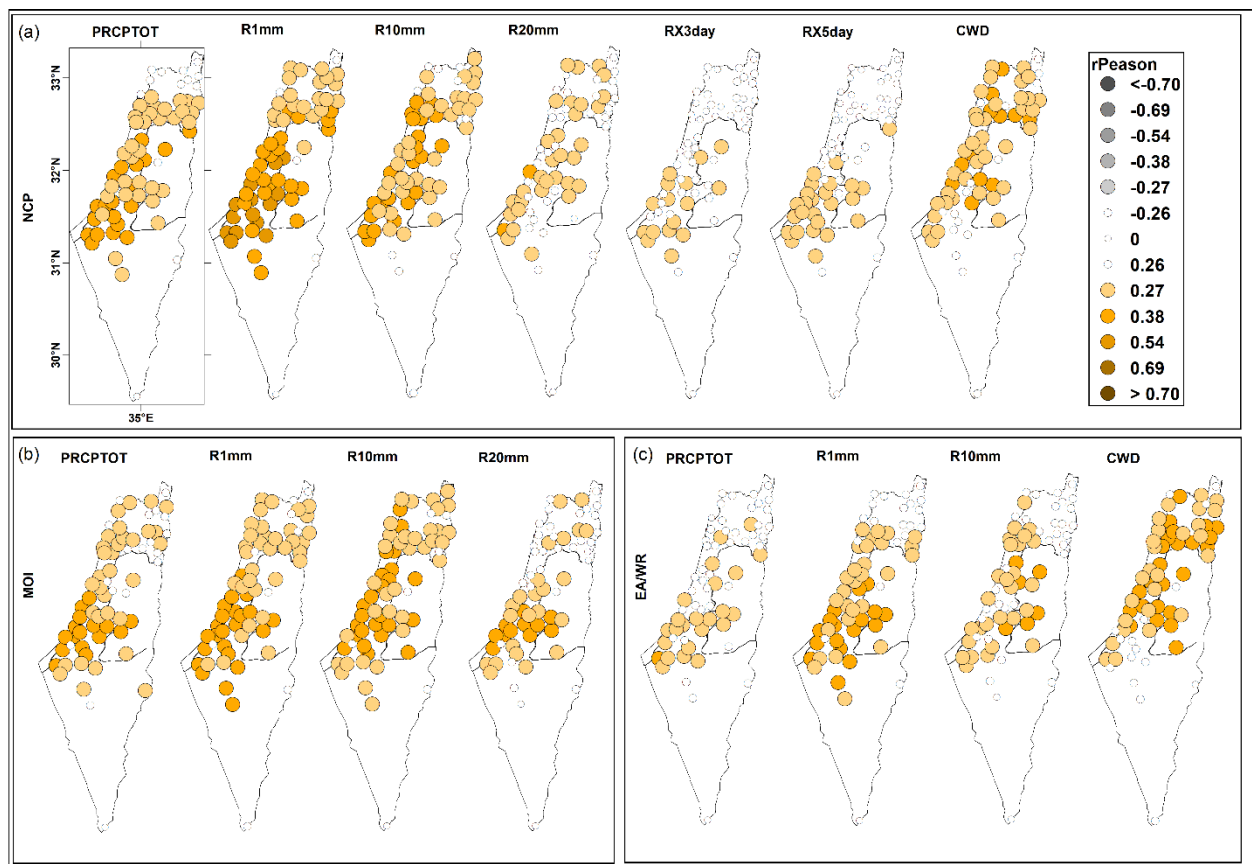 (a)
PRCPTOT R1mm R10mm R20mm RX3day RX5day CWD
NCP
33°N
32°N
31°N
30°N
35°E
rPeason
<-0.70
-0.69
-0.54
-0.38
-0.27
-0.26
0
0.26
0.27
0.38
0.54
0.69
> 0.70
(b)
PRCPTOT R1mm R10mm R20mm
MOI
(c)
PRCPTOT R1mm R10mm CWD
EA/WR